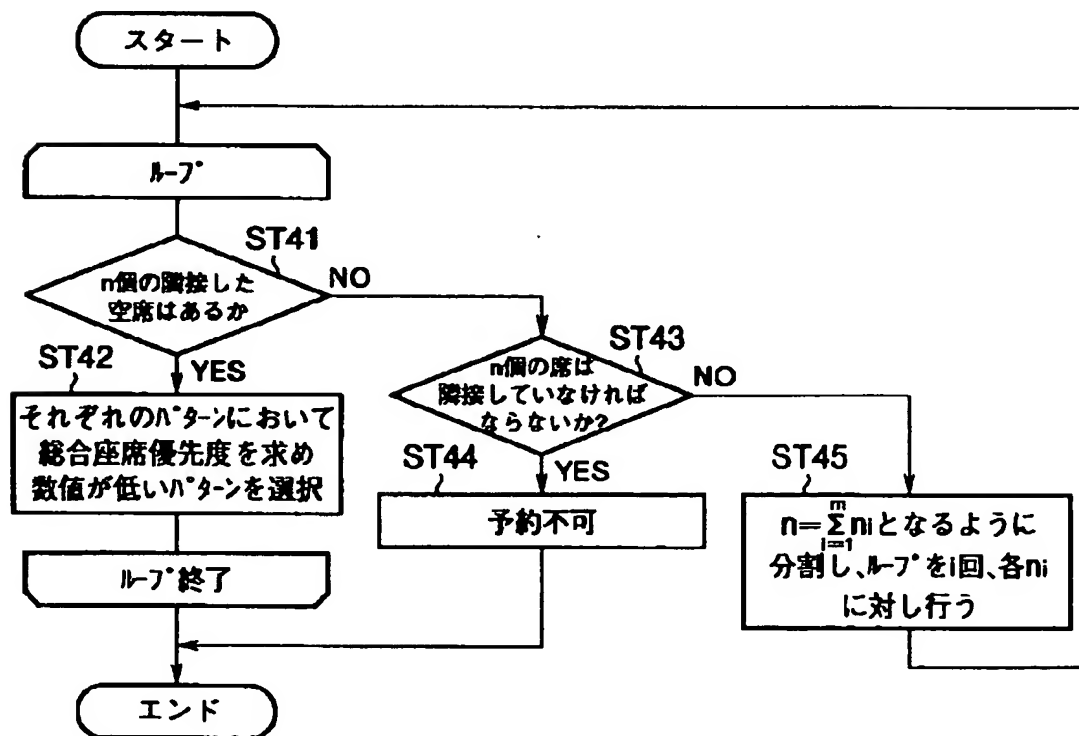 スタート
ループ
ST41
n個の隣接した
空席はあるか
NO
YES
ST42
それぞれのパターンにおいて
総合座席優先度を求め
数値が低いパターンを選択
ループ終了
ST43
n個の席は
隣接していなければ
ならないか?
NO
YES
ST44
予約不可
ST45
n=∑ni (i=1, m)となるように
分割し、ループをi回、各ni
に対し行う
エンド